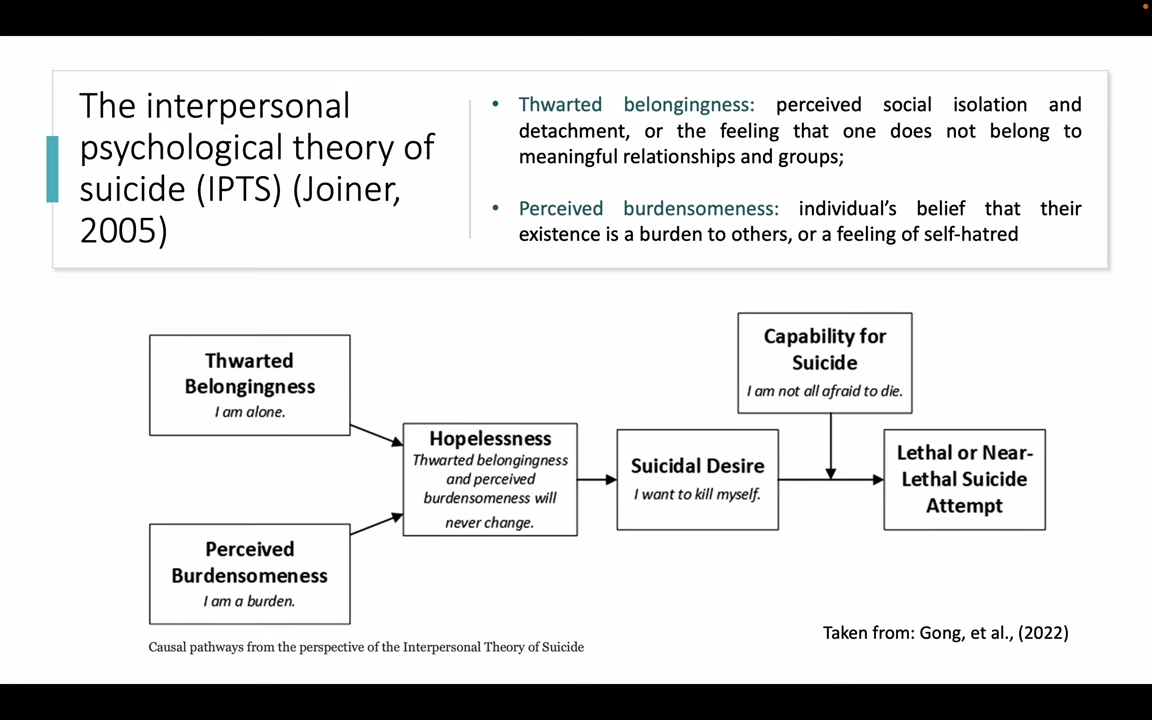 The interpersonal
psychological theory of
suicide (IPTS) (Joiner,
2005)
• Thwarted belongingness: perceived social isolation and
detachment, or the feeling that one does not belong to
meaningful relationships and groups;
• Perceived burdensomeness: individual’s belief that their
existence is a burden to others, or a feeling of self-hatred
Thwarted
Belongingness
I am alone.
Perceived
Burdensomeness
I am a burden.
Hopelessness
Thwarted belongingness
and perceived
burdensomeness will
never change.
Suicidal Desire
I want to kill myself.
Capability for
Suicide
I am not all afraid to die.
Lethal or Near-
Lethal Suicide
Attempt
Taken from: Gong, et al., (2022)
Causal pathways from the perspective of the Interpersonal Theory of Suicide